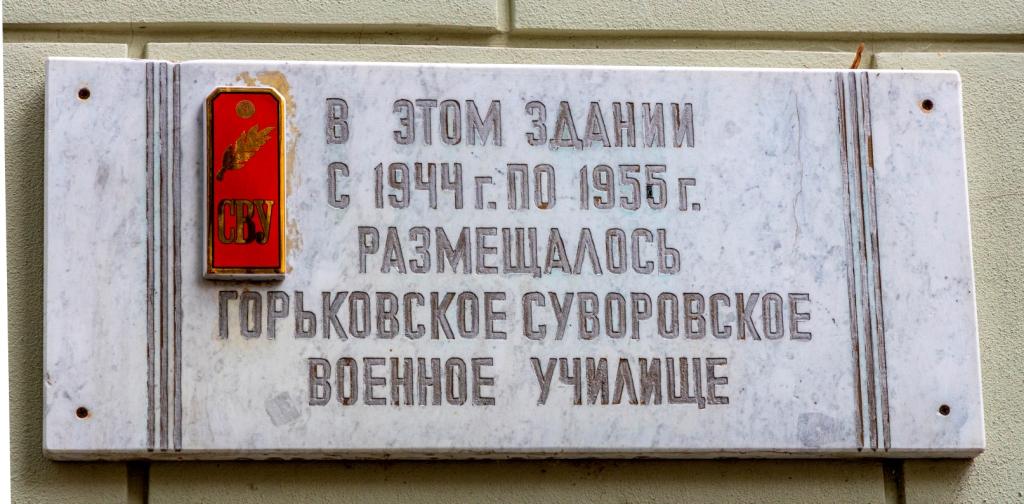 СВУ
В ЭТОМ ЗДАНИИ
С 1944 г. ПО 1955 г.
РАЗМЕЩАЛОСЬ
ГОРЬКОВСКОЕ СУВОРОВСКОЕ
ВОЕННОЕ УЧИЛИЩЕ